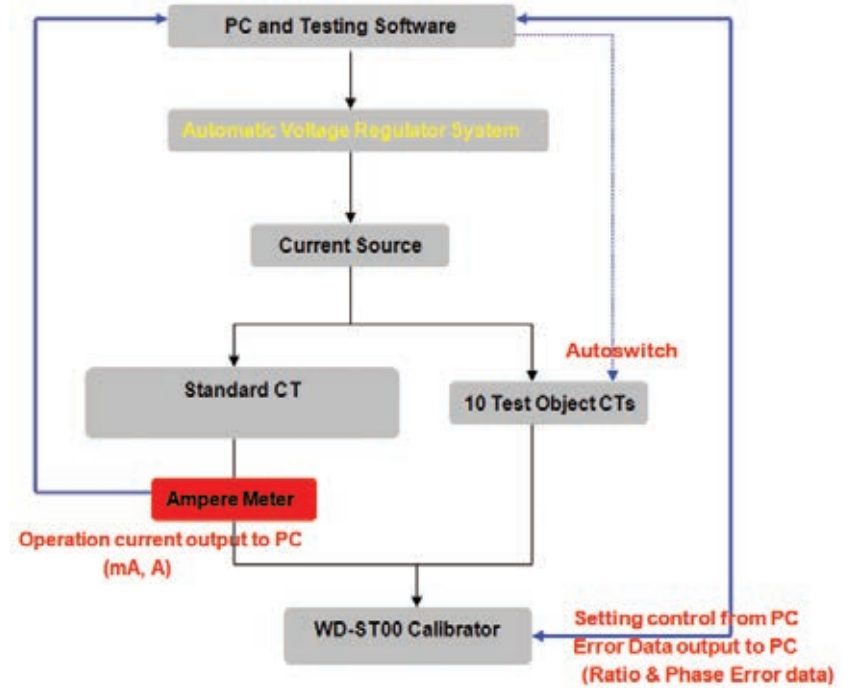 PC and Testing Software
Automatic Voltage Regulator System
Current Source
Autoswitch
Standard CT
10 Test Object CTs
Ampere Meter
Operation current output to PC
(mA, A)
WD-ST00 Calibrator
Setting control from PC
Error Data output to PC
(Ratio & Phase Error data)